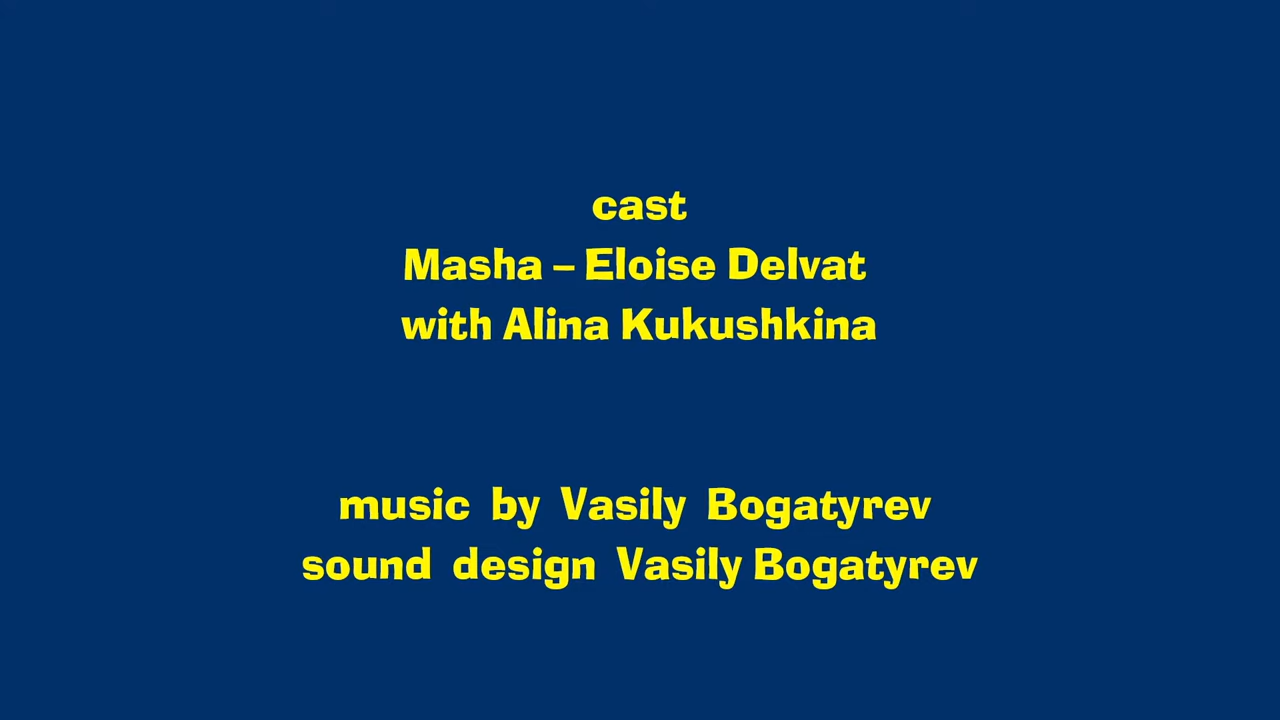 cast
Masha – Eloise Delvat
with Alina Kukushkina
music by Vasily Bogatyrev
sound design Vasily Bogatyrev